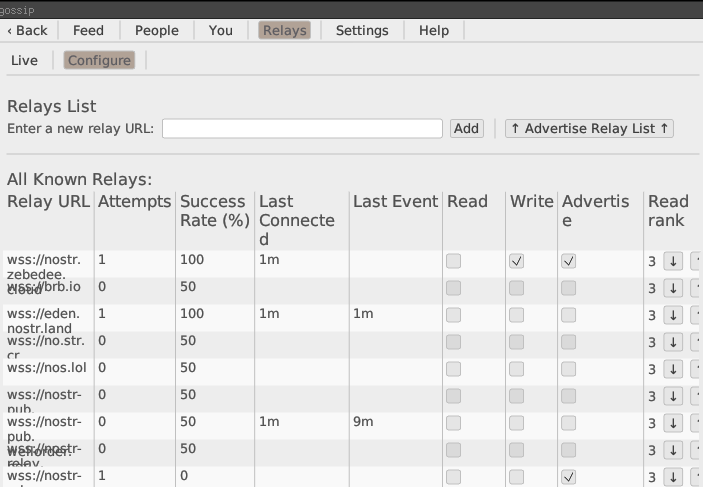 gossip
‹ Back Feed People You Relays Settings Help
Live Configure
Relays List
Enter a new relay URL: Add ↑ Advertise Relay List ↑
All Known Relays:
Relay URL Attempts Success Rate (%) Last Connected Last Event Read Write Advertise Read rank
wss://nostr.zebedee.cloud 1 100 1m 3 ↓
wss://brb.io 0 50 3 ↓
wss://eden.nostr.land 1 100 1m 1m 3 ↓
wss://no.str.cr 0 50 3 ↓
wss://nos.lol 0 50 3 ↓
wss://nostr-pub. 0 50 3 ↓
wss://nostr-pub.wellorder. 0 50 1m 9m 3 ↓
wss://nostr-relay. 0 50 3 ↓
wss://nostr- 1 0 3 ↓